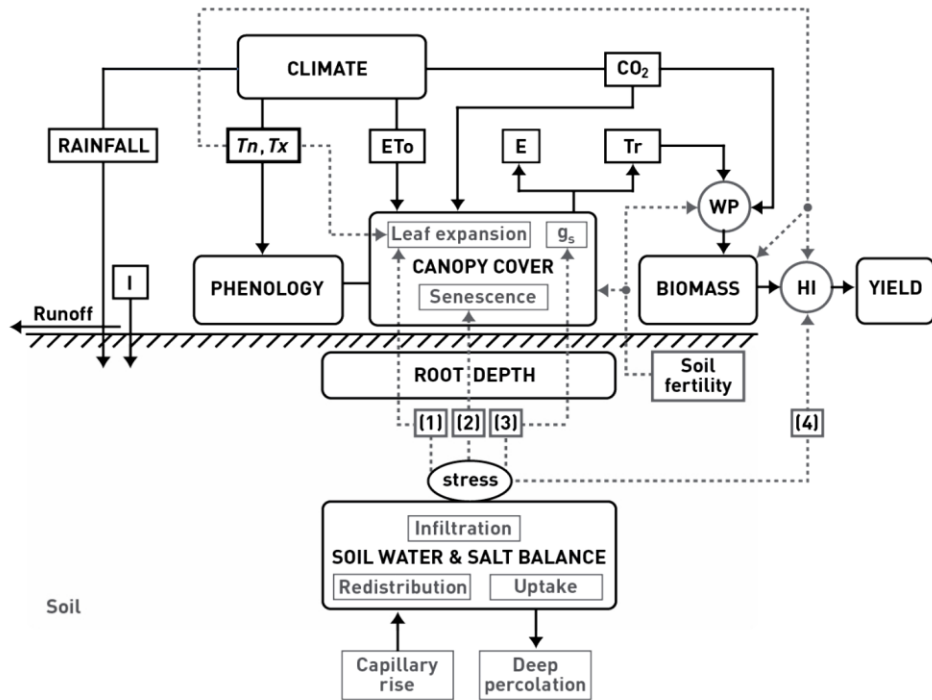 CLIMATE
CO₂
RAINFALL
Tn, Tx
ETo
E
Tr
WP
Leaf expansion
gₛ
CANOPY COVER
Senescence
I
PHENOLOGY
BIOMASS
HI
YIELD
Runoff
ROOT DEPTH
Soil
fertility
(1)
(2)
(3)
(4)
stress
Infiltration
SOIL WATER & SALT BALANCE
Redistribution
Uptake
Soil
Capillary
rise
Deep
percolation